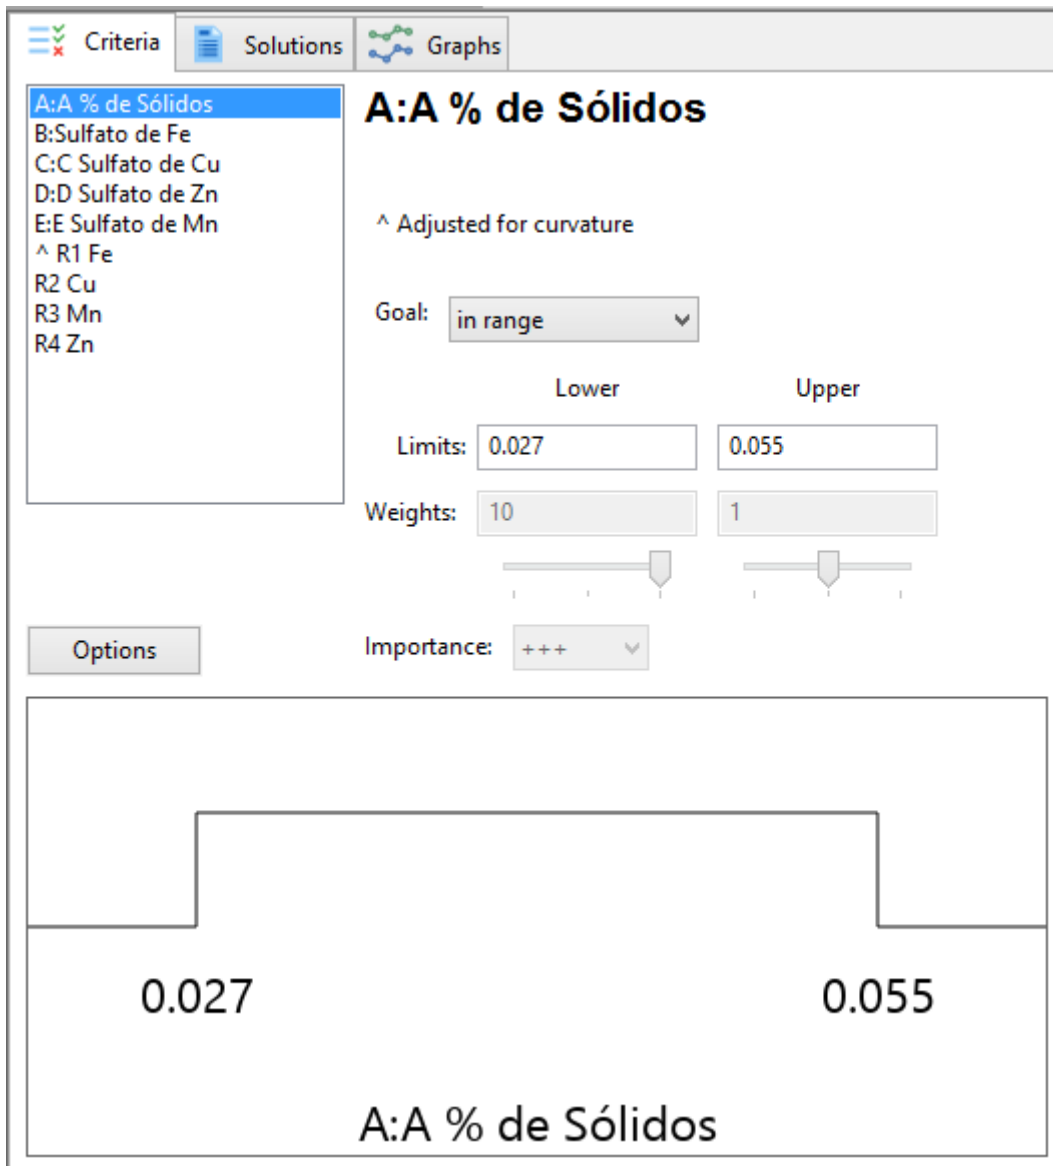 Criteria Solutions Graphs
A:A % de Sólidos
B:Sulfato de Fe
C:C Sulfato de Cu
D:D Sulfato de Zn
E:E Sulfato de Mn
^ R1 Fe
R2 Cu
R3 Mn
R4 Zn
A:A % de Sólidos
^ Adjusted for curvature
Goal: in range
Lower Upper
Limits: 0.027 0.055
Weights: 10 1
Options
Importance: +++
0.027 0.055
A:A % de Sólidos